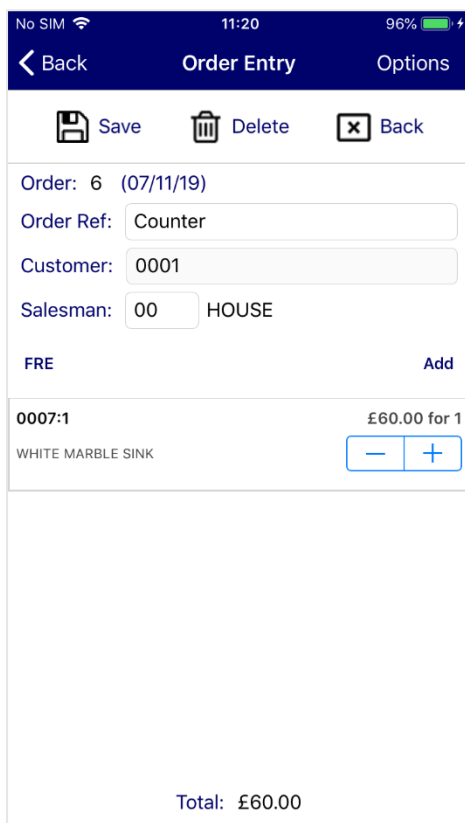 No SIM 11:20 96%
Back Order Entry Options
Save Delete Back
Order: 6 (07/11/19)
Order Ref: Counter
Customer: 0001
Salesman: 00 HOUSE
FRE Add
0007:1 £60.00 for 1
WHITE MARBLE SINK
Total: £60.00